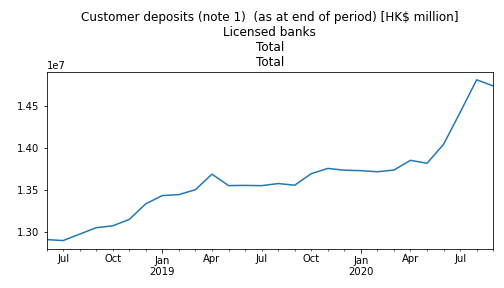 Customer deposits (note 1)  (as at end of period) [HK$ million]
Licensed banks
Total
Total
1e7
1.45
1.40
1.35
1.30
Jul Oct Jan Apr Jul Oct Jan Apr Jul
2019 2020